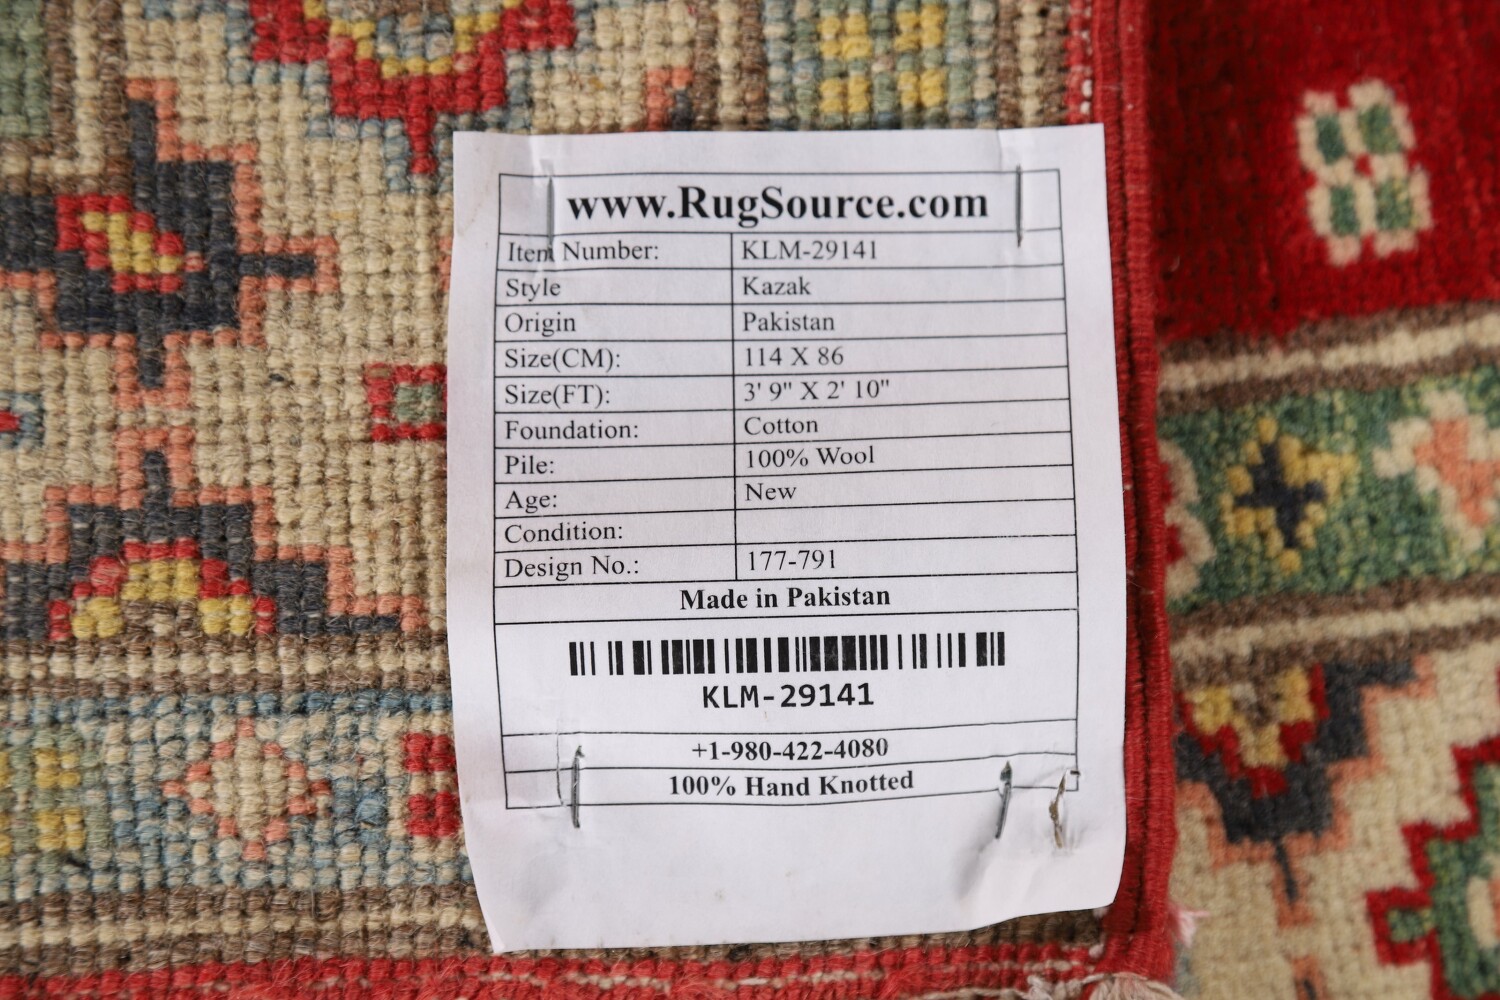 www.RugSource.com
Item Number: KLM-29141
Style Kazak
Origin Pakistan
Size(CM): 114 X 86
Size(FT): 3' 9" X 2' 10"
Foundation: Cotton
Pile: 100% Wool
Age: New
Condition:
Design No.: 177-791
Made in Pakistan
KLM-29141
+1-980-422-4080
100% Hand Knotted